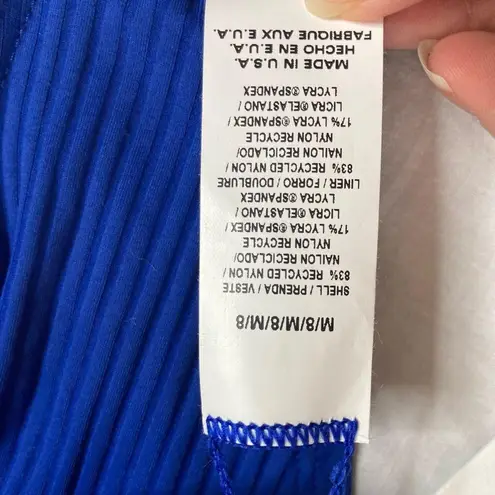 M/8/M/8/M/8
SHELL / PRENDA / VESTE
83% RECYCLED NYLON /
NAILON RECICLADO/
NYLON RECYCLE
17% LYCRA ®SPANDEX /
LICRA ®ELASTANO /
LYCRA ®SPANDEX
LINER / FORRO / DOUBLURE
83% RECYCLED NYLON /
NAILON RECICLADO/
NYLON RECYCLE
17% LYCRA ®SPANDEX /
LICRA ®ELASTANO /
LYCRA ®SPANDEX
MADE IN U.S.A.
HECHO EN E.U.A.
FABRIQUE AUX E.U.A.